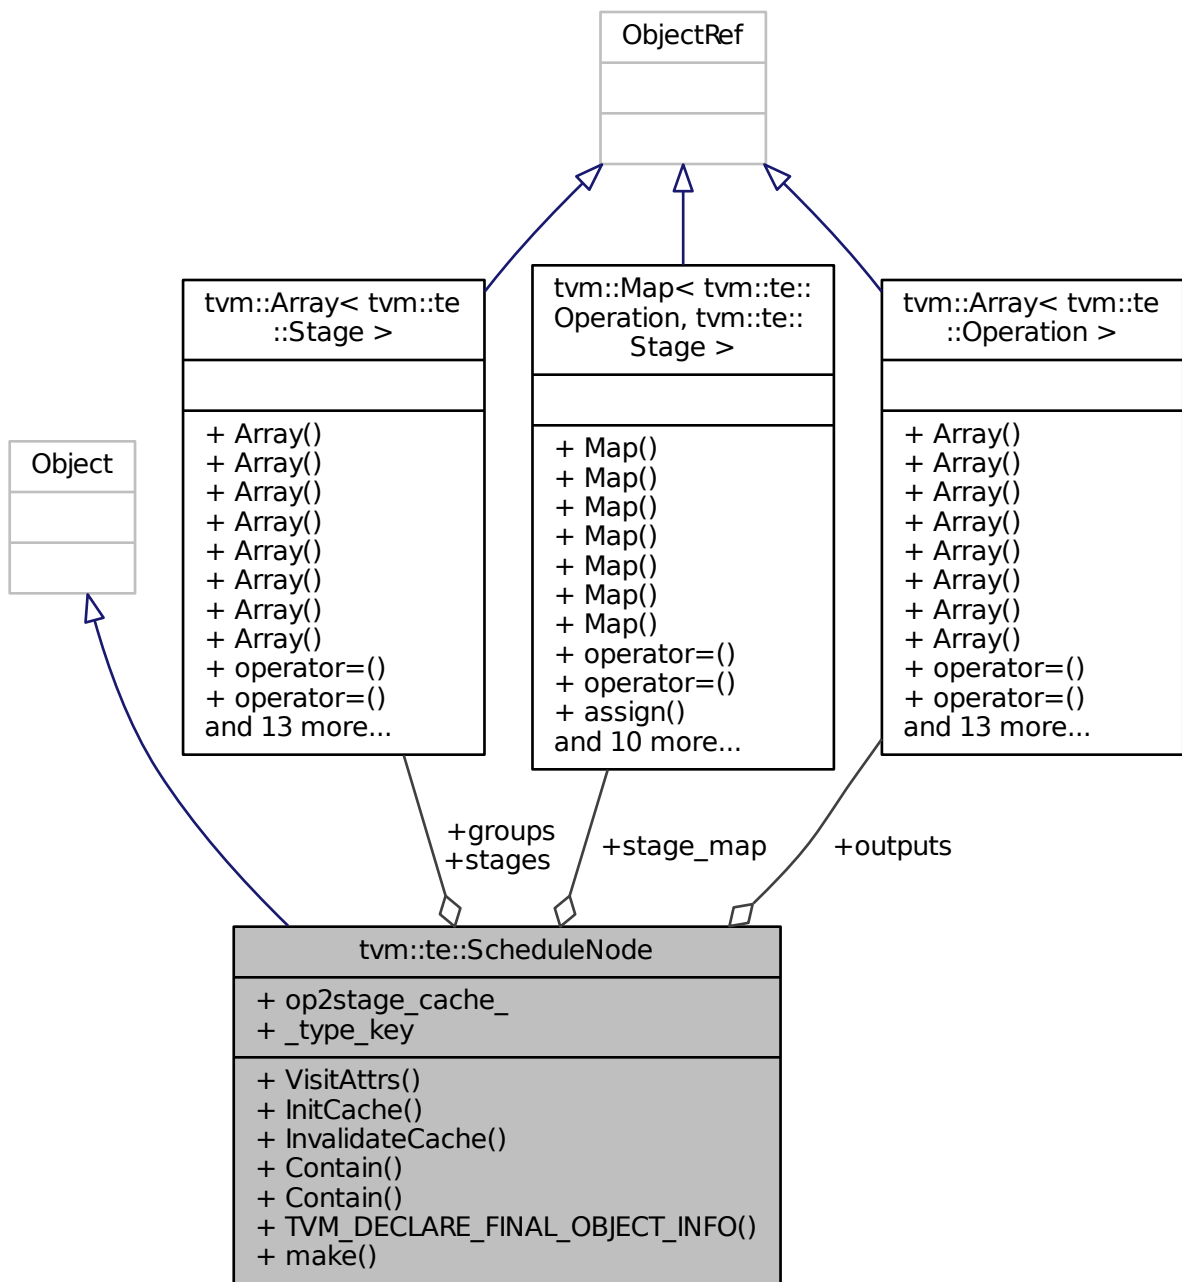 ObjectRef
tvm::Array< tvm::te
::Stage >
+ Array()
+ Array()
+ Array()
+ Array()
+ Array()
+ Array()
+ Array()
+ Array()
+ operator=()
+ operator=()
and 13 more...
tvm::Map< tvm::te::
Operation, tvm::te::
Stage >
+ Map()
+ Map()
+ Map()
+ Map()
+ Map()
+ Map()
+ Map()
+ operator=()
+ operator=()
+ assign()
and 10 more...
tvm::Array< tvm::te
::Operation >
+ Array()
+ Array()
+ Array()
+ Array()
+ Array()
+ Array()
+ Array()
+ Array()
+ operator=()
+ operator=()
and 13 more...
Object
+groups
+stages
+stage_map
+outputs
tvm::te::ScheduleNode
+ op2stage_cache_
+ _type_key
+ VisitAttrs()
+ InitCache()
+ InvalidateCache()
+ Contain()
+ Contain()
+ TVM_DECLARE_FINAL_OBJECT_INFO()
+ make()